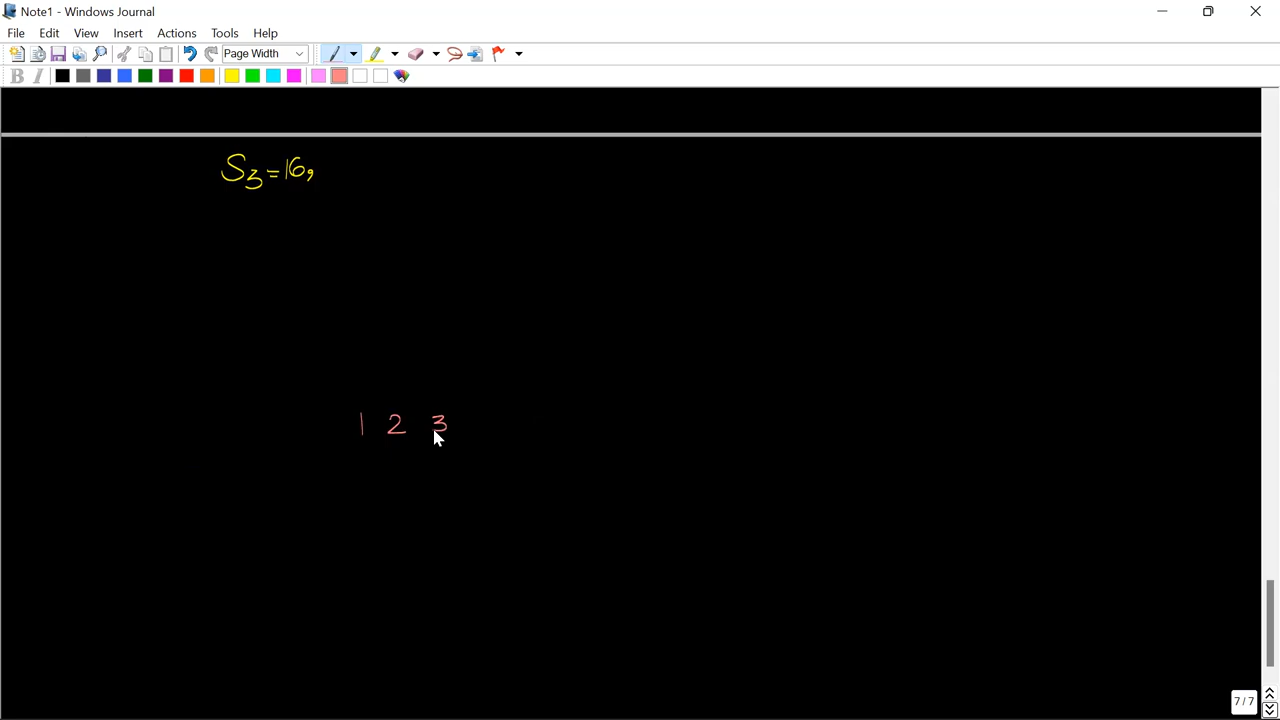 Note1 - Windows Journal
File Edit View Insert Actions Tools Help
Page Width
B I
S3=16,
1 2 3
7/7